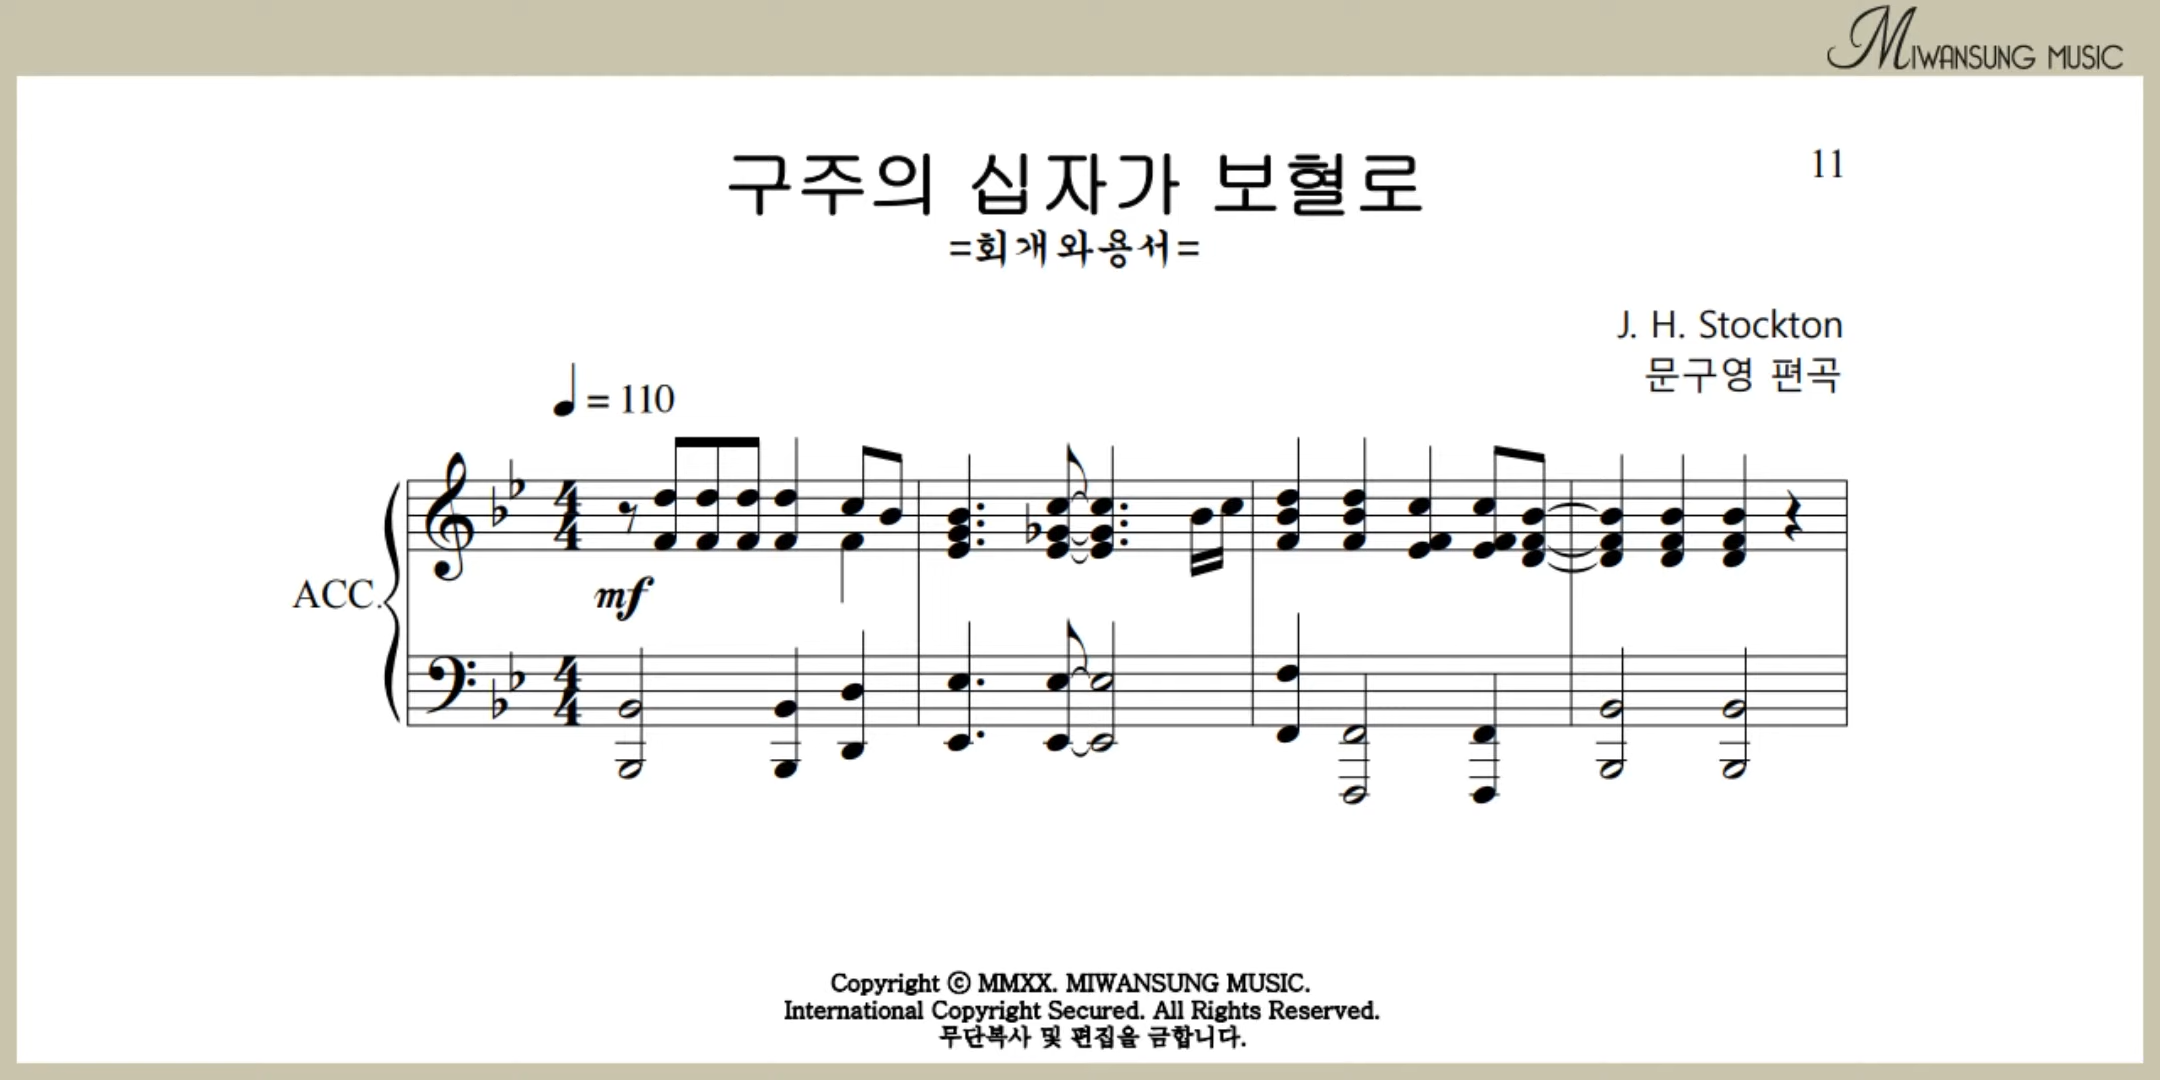 MIWANSUNG MUSIC
11
구주의 십자가 보혈로
=회개와용서=
J. H. Stockton
문구영 편곡
= 110
ACC.
mf
Copyright ⓒ MMXX. MIWANSUNG MUSIC.
International Copyright Secured. All Rights Reserved.
무단복사 및 편집을 금합니다.